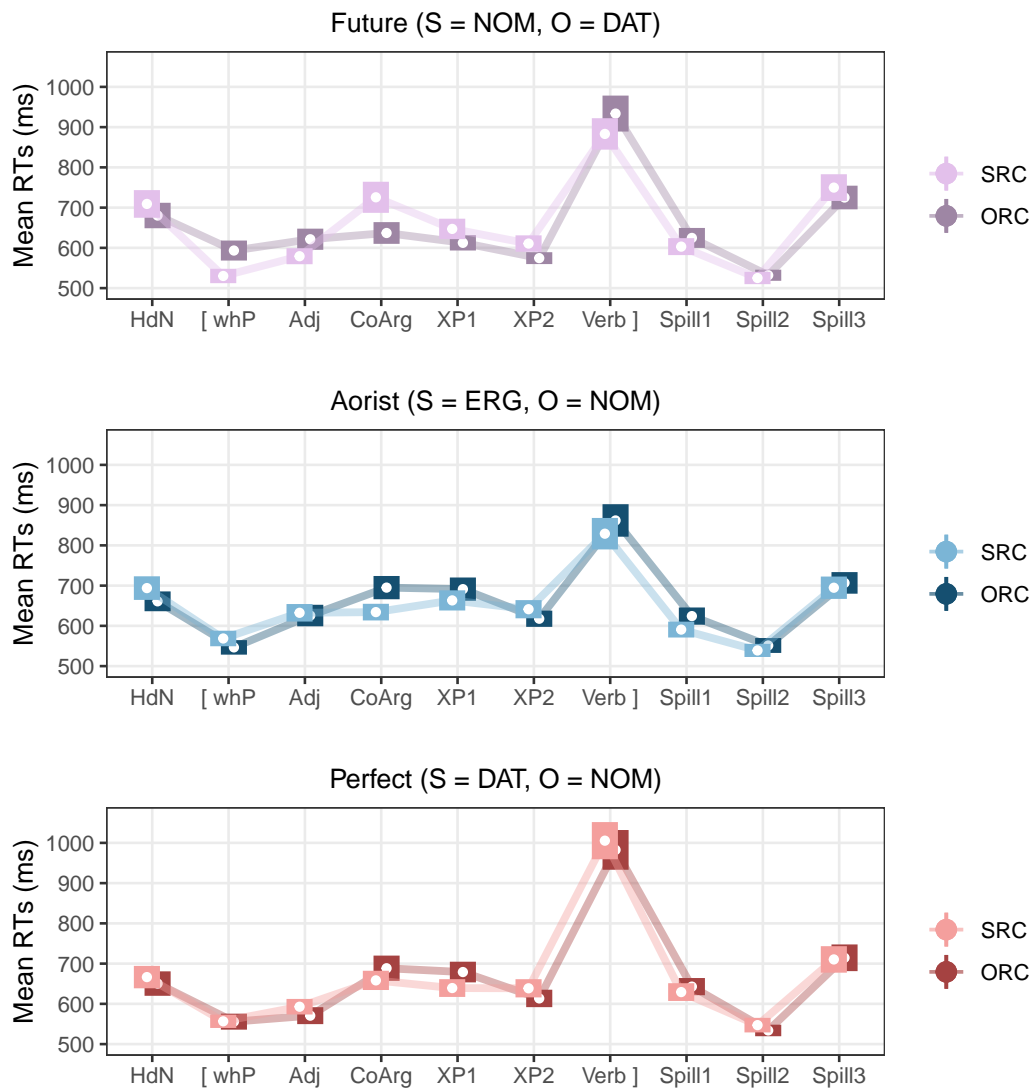 Future (S = NOM, O = DAT)
Mean RTs (ms)
1000
900
800
700
600
500
HdN [ whP Adj CoArg XP1 XP2 Verb ] Spill1 Spill2 Spill3
SRC
ORC
Aorist (S = ERG, O = NOM)
Mean RTs (ms)
1000
900
800
700
600
500
HdN [ whP Adj CoArg XP1 XP2 Verb ] Spill1 Spill2 Spill3
SRC
ORC
Perfect (S = DAT, O = NOM)
Mean RTs (ms)
1000
900
800
700
600
500
HdN [ whP Adj CoArg XP1 XP2 Verb ] Spill1 Spill2 Spill3
SRC
ORC